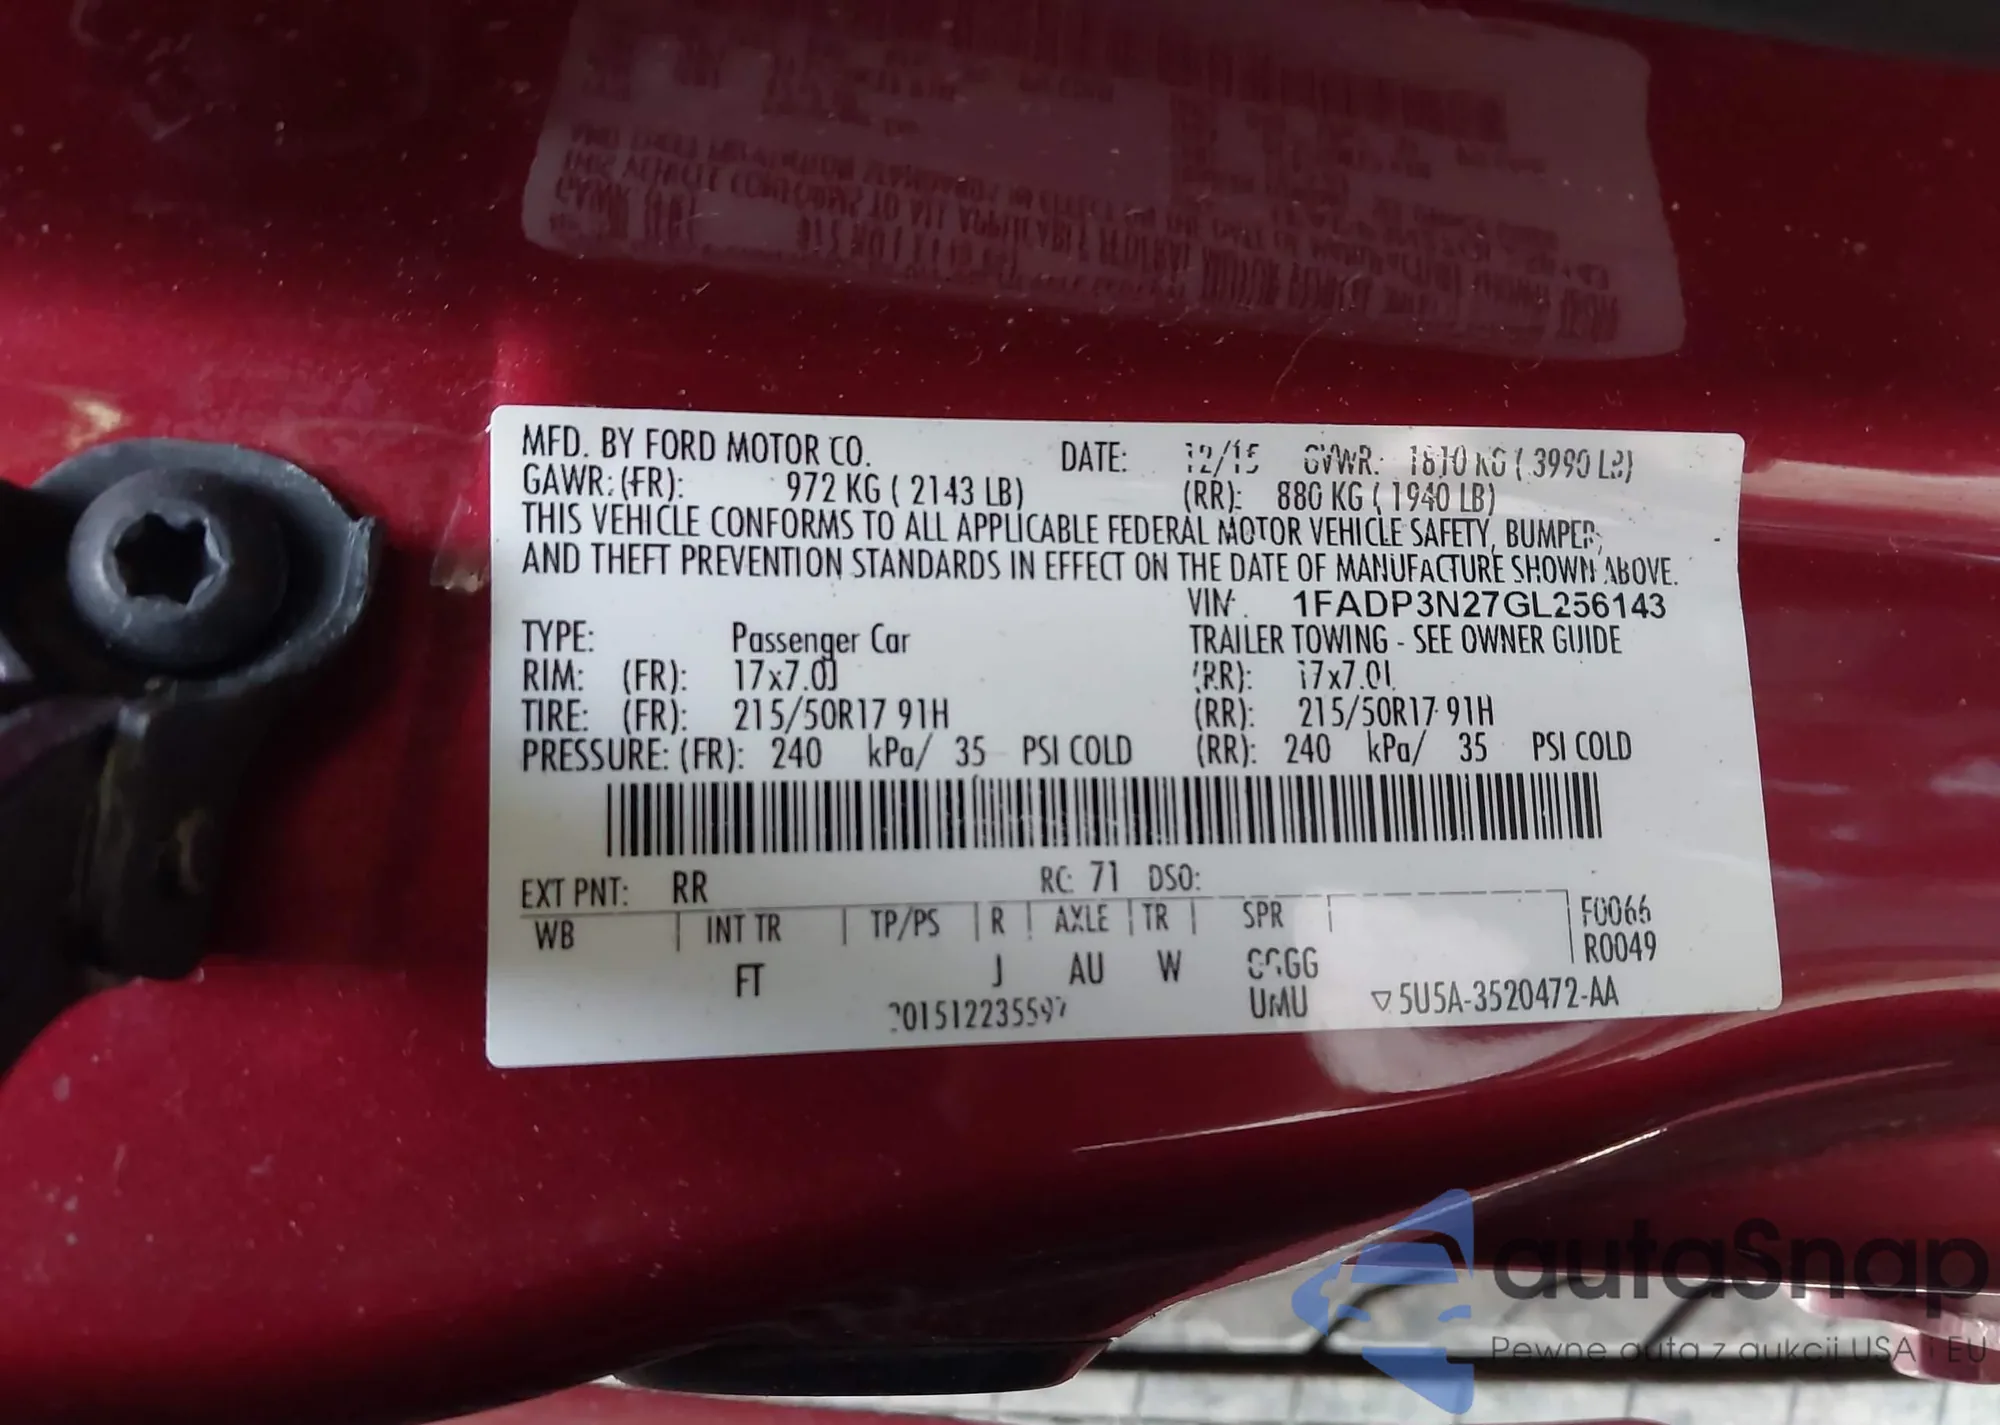 MFD. BY FORD MOTOR CO. DATE: 12/15 GVWR: 1810 KG ( 3990 LB)
GAWR: (FR): 972 KG ( 2143 LB) (RR): 880 KG ( 1940 LB)
THIS VEHICLE CONFORMS TO ALL APPLICABLE FEDERAL MOTOR VEHICLE SAFETY, BUMPER,
AND THEFT PREVENTION STANDARDS IN EFFECT ON THE DATE OF MANUFACTURE SHOWN ABOVE.
VIN: 1FADP3N27GL256143
TYPE: Passenger Car TRAILER TOWING - SEE OWNER GUIDE
RIM: (FR): 17x7.0J (RR): 17x7.0J
TIRE: (FR): 215/50R17 91H (RR): 215/50R17 91H
PRESSURE: (FR): 240 kPa/ 35 PSI COLD (RR): 240 kPa/ 35 PSI COLD
EXT PNT: RR RC: 71 DSO:
WB INT TR TP/PS R AXLE TR SPR F0066
R0049
FT J AU W GGGG
201512235597 UMU ▽5U5A-3520472-AA
autoSnap
Pewne auta z aukcji USA i EU